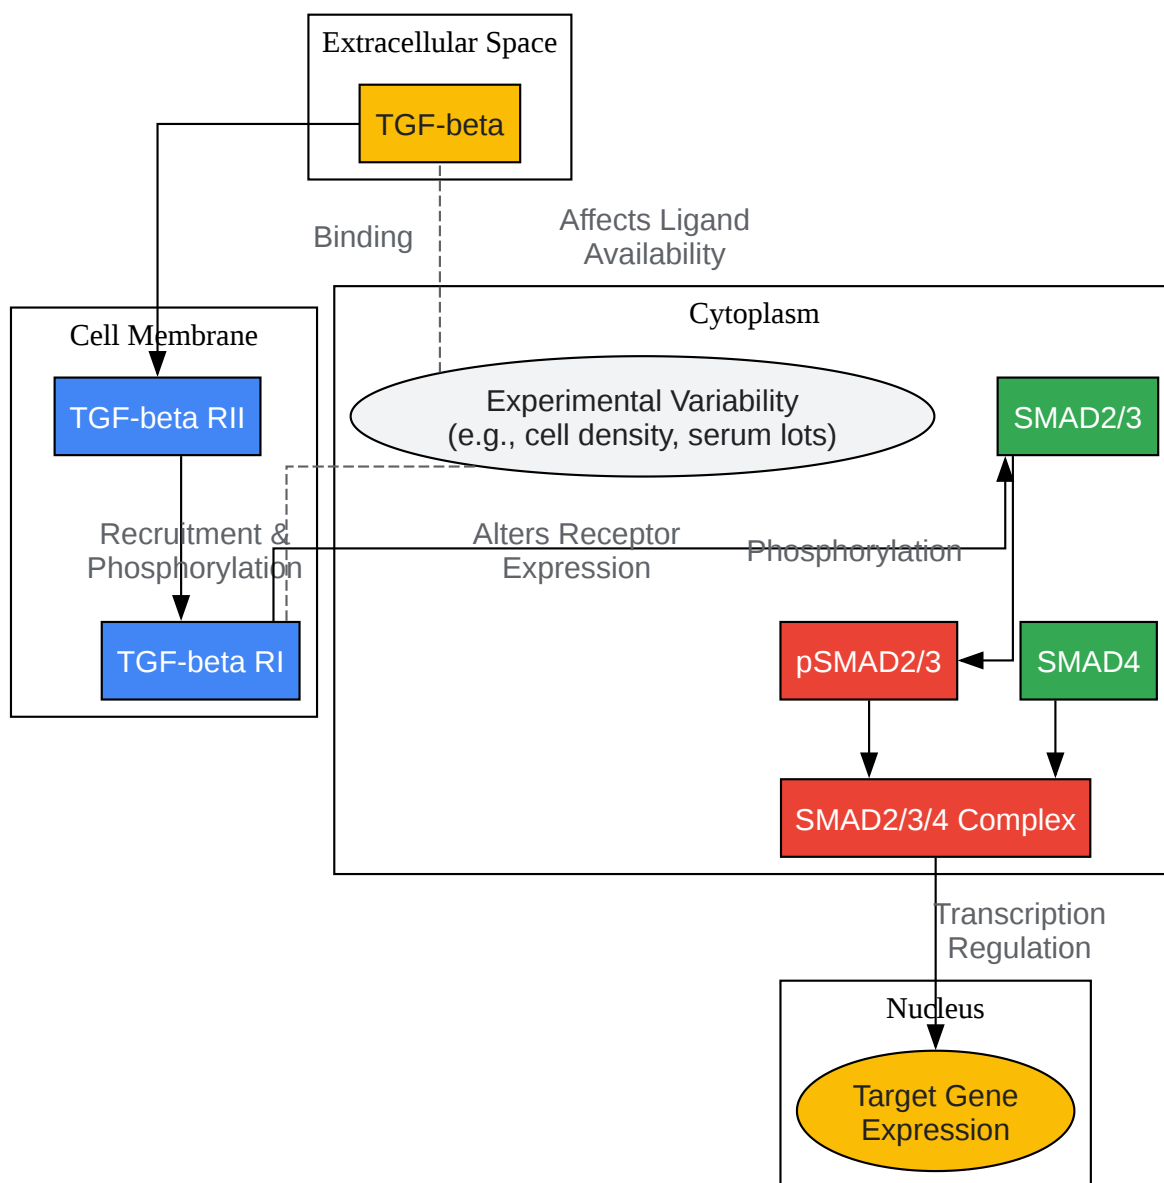 Extracellular Space
TGF-beta
Binding
Affects Ligand
Availability
Cell Membrane
Cytoplasm
TGF-beta RII
Experimental Variability
(e.g., cell density, serum lots)
SMAD2/3
Recruitment &
Phosphorylation
Alters Receptor
Expression
Phosphorylation
TGF-beta RI
pSMAD2/3
SMAD4
SMAD2/3/4 Complex
Transcription
Regulation
Nucleus
Target Gene
Expression